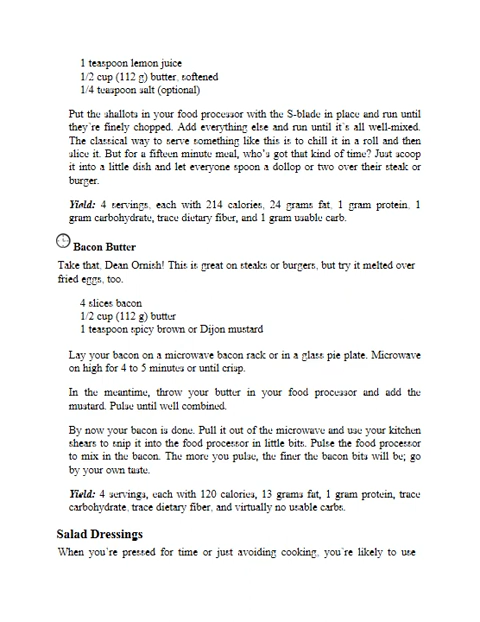 1 teaspoon lemon juice
1/2 cup (112 g) butter, softened
1/4 teaspoon salt (optional)
Put the shallots in your food processor with the S-blade in place and run until
they're finely chopped. Add everything else and run until it's all well-mixed.
The classical way to serve something like this is to chill it in a roll and then
slice it. But for a fifteen minute meal, who's got that kind of time? Just scoop
it into a little dish and let everyone spoon a dollop or two over their steak or
burger.
Yield: 4 servings, each with 214 calories, 24 grams fat, 1 gram protein, 1
gram carbohydrate, trace dietary fiber, and 1 gram usable carb.
Bacon Butter
Take that, Dean Ornish! This is great on steaks or burgers, but try it melted over
fried eggs, too.
4 slices bacon
1/2 cup (112 g) butter
1 teaspoon spicy brown or Dijon mustard
Lay your bacon on a microwave bacon rack or in a glass pie plate. Microwave
on high for 4 to 5 minutes or until crisp.
In the meantime, throw your butter in your food processor and add the
mustard. Pulse until well combined.
By now your bacon is done. Pull it out of the microwave and use your kitchen
shears to snip it into the food processor in little bits. Pulse the food processor
to mix in the bacon. The more you pulse, the finer the bacon bits will be; go
by your own taste.
Yield: 4 servings, each with 120 calories, 13 grams fat, 1 gram protein, trace
carbohydrate, trace dietary fiber, and virtually no usable carbs.
Salad Dressings
When you're pressed for time or just avoiding cooking, you're likely to use